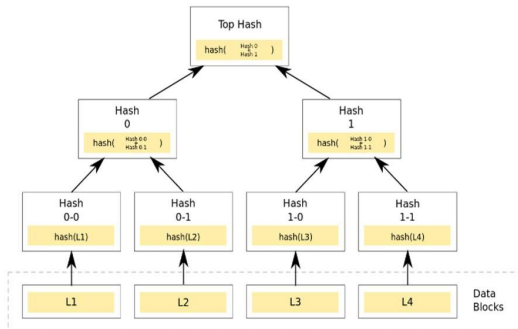 Top Hash
hash( Hash 0 + Hash 1 )
Hash
0
hash( Hash 0-0 + Hash 0-1 )
Hash
1
hash( Hash 1-0 + Hash 1-1 )
Hash
0-0
hash(L1)
Hash
0-1
hash(L2)
Hash
1-0
hash(L3)
Hash
1-1
hash(L4)
L1
L2
L3
L4
Data
Blocks